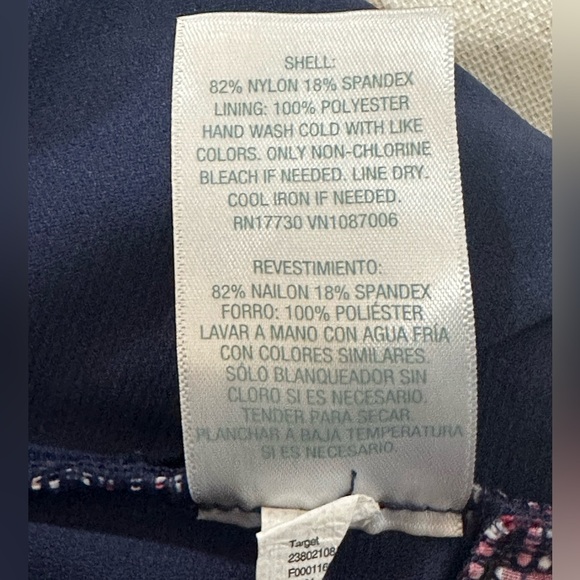 SHELL:
82% NYLON 18% SPANDEX
LINING: 100% POLYESTER
HAND WASH COLD WITH LIKE
COLORS. ONLY NON-CHLORINE
BLEACH IF NEEDED. LINE DRY.
COOL IRON IF NEEDED.
RN17730 VN1087006
REVESTIMIENTO:
82% NAILON 18% SPANDEX
FORRO: 100% POLIÉSTER
LAVAR A MANO CON AGUA FRÍA
CON COLORES SIMILARES.
SÓLO BLANQUEADOR SIN
CLORO SI ES NECESARIO.
TENDER PARA SECAR.
PLANCHAR A BAJA TEMPERATURA
SI ES NECESARIO.
Target
23802108
F000116